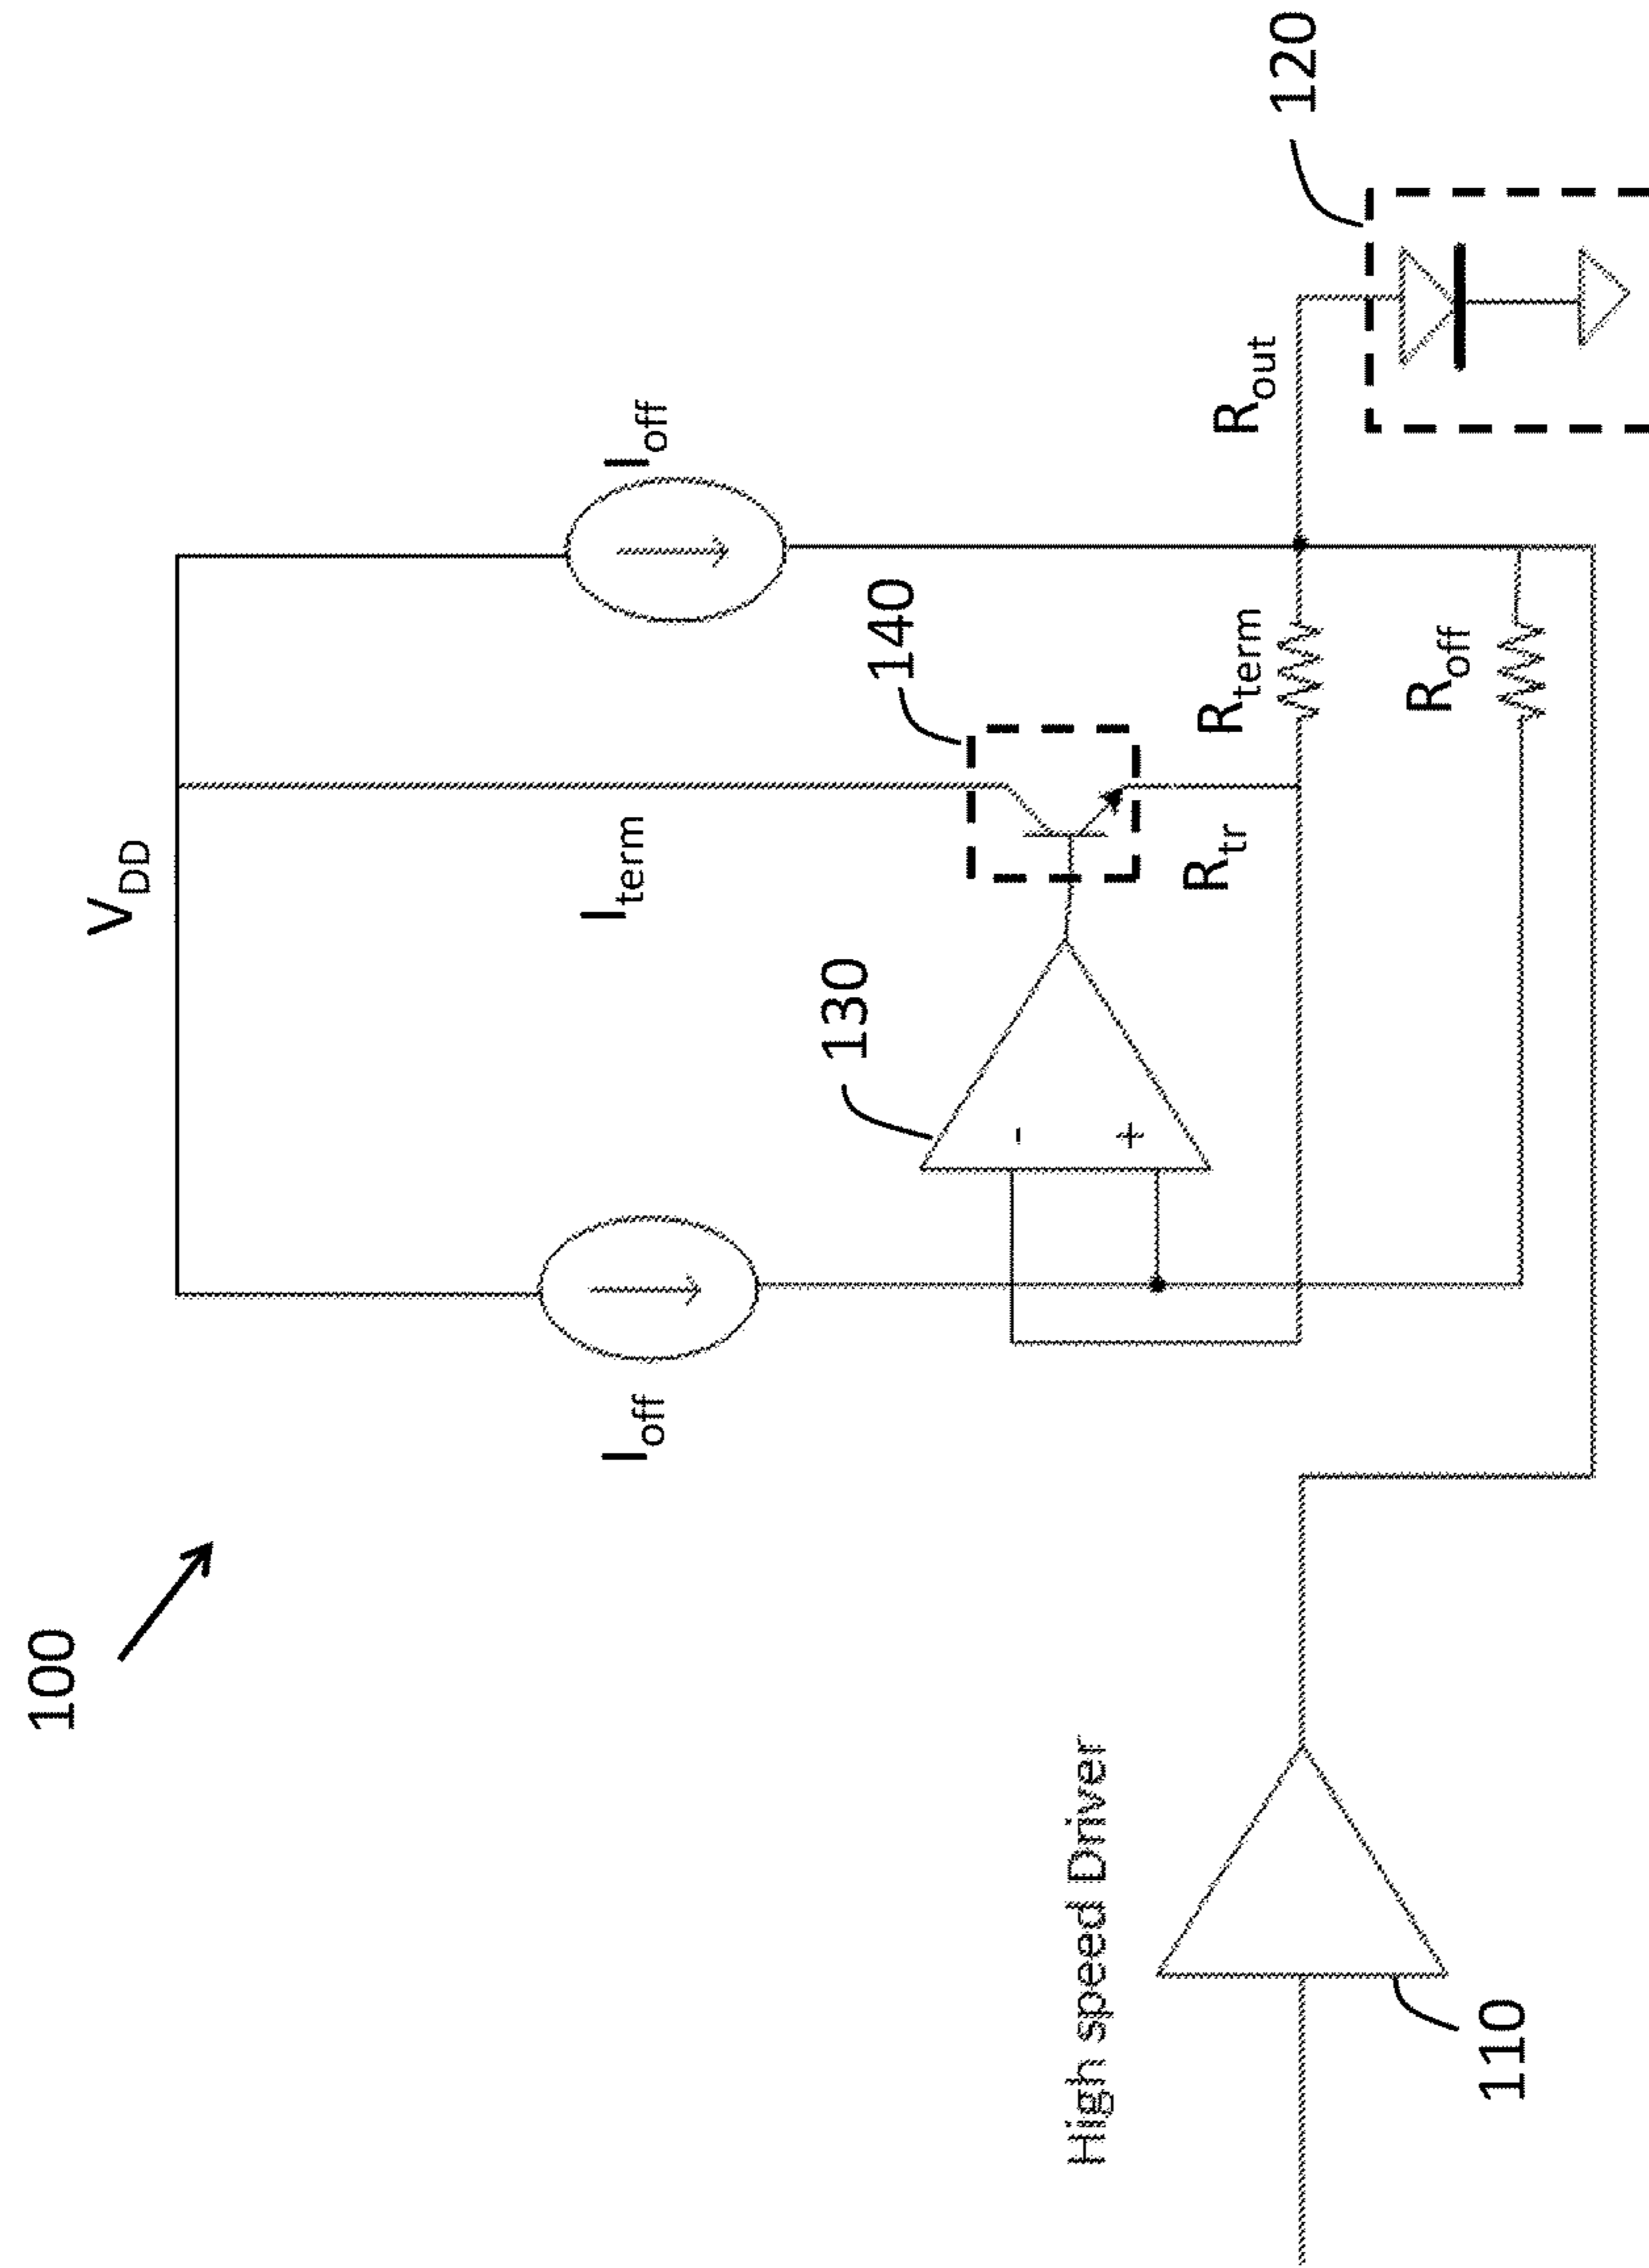 100
V_DD
I_off
I_term
I_off
130
140
-
+
R_tr
R_term
R_out
120
R_off
High speed Driver
110